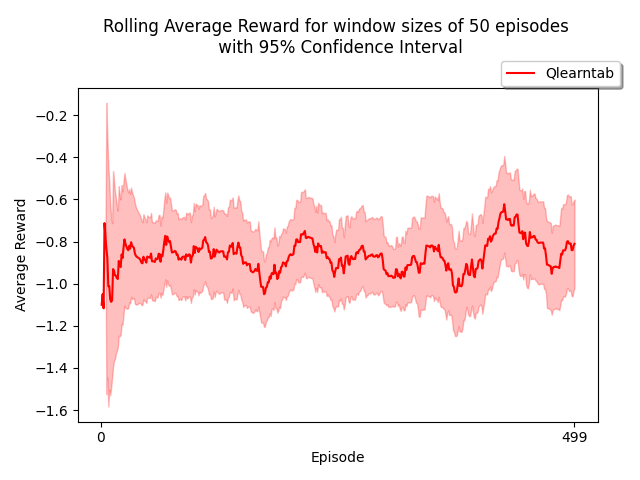 Rolling Average Reward for window sizes of 50 episodes
with 95% Confidence Interval
Qlearntab
−0.2
−0.4
−0.6
−0.8
−1.0
−1.2
−1.4
−1.6
Average Reward
0
499
Episode